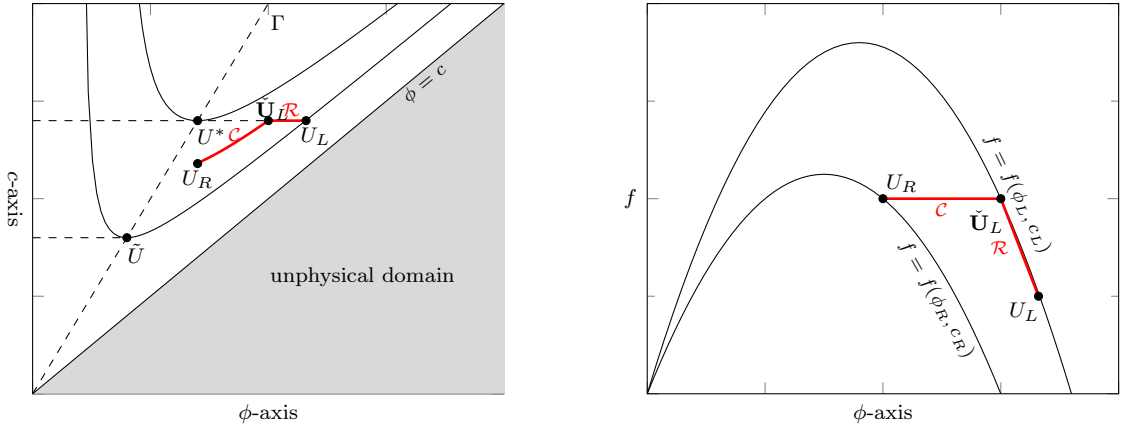 Γ
ϕ = c
Ǔ_L
ℛ
U*
𝒞
U_L
U_R
Ũ
unphysical domain
c-axis
ϕ-axis
U_R
f = f(ϕ_L, c_L)
f
𝒞
Ǔ_L
ℛ
f = f(ϕ_R, c_R)
U_L
ϕ-axis